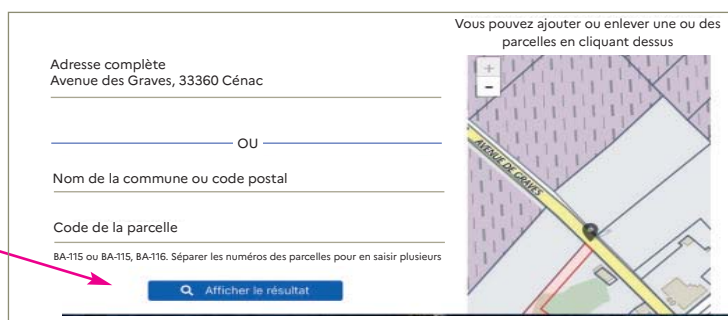 Vous pouvez ajouter ou enlever une ou des
parcelles en cliquant dessus
Adresse complète
Avenue des Graves, 33360 Cénac
OU
Nom de la commune ou code postal
Code de la parcelle
BA-115 ou BA-115, BA-116. Séparer les numéros des parcelles pour en saisir plusieurs
Afficher le résultat
+
-
AVENUE DE GRAVES